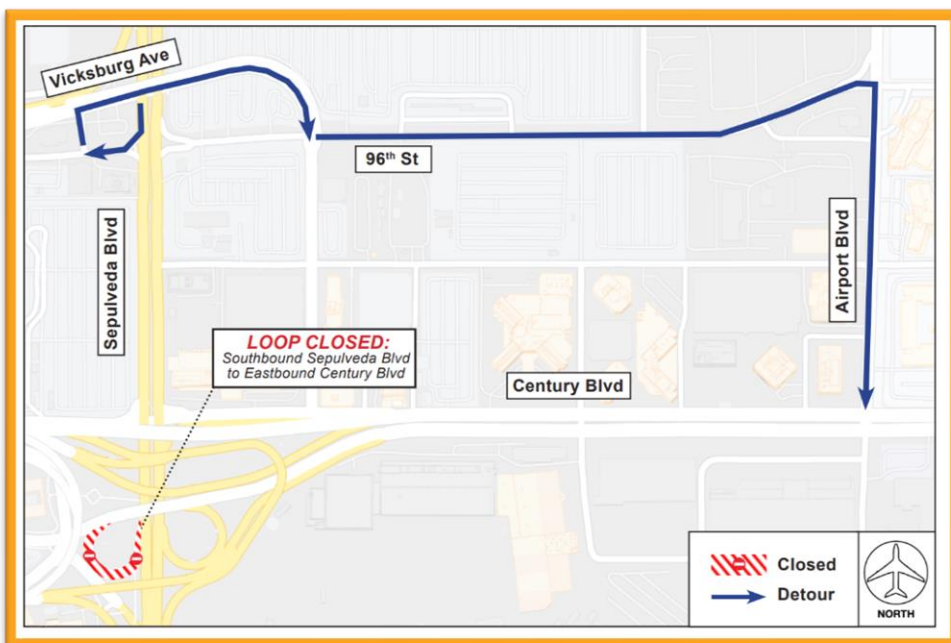 Vicksburg Ave
96th St
Sepulveda Blvd
Airport Blvd
LOOP CLOSED:
Southbound Sepulveda Blvd
to Eastbound Century Blvd
Century Blvd
Closed
Detour
NORTH